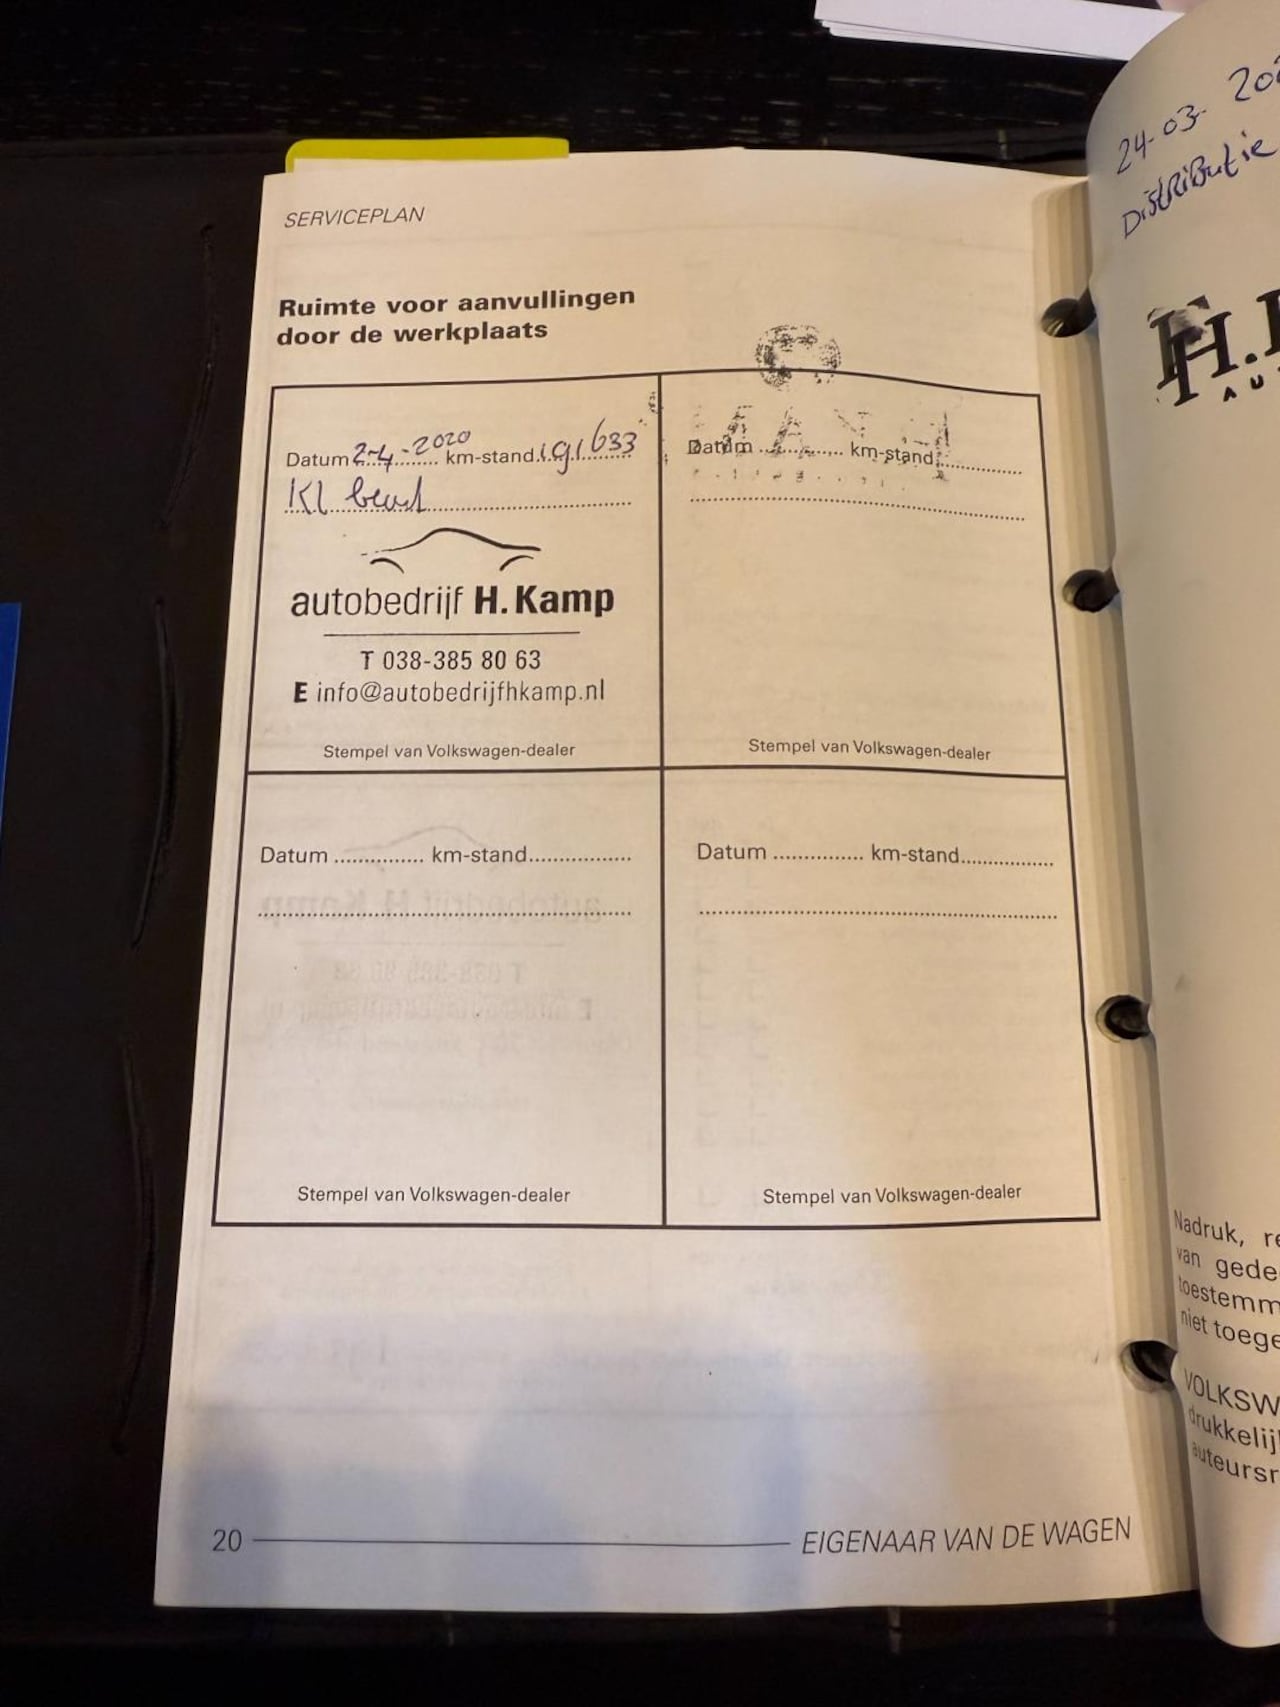 SERVICEPLAN
Ruimte voor aanvullingen
door de werkplaats
Datum 2-4-2020 km-stand 191633
Kl beurt
autobedrijf H. Kamp
T 038-385 80 63
E info@autobedrijfhkamp.nl
Stempel van Volkswagen-dealer
Datum km-stand
Stempel van Volkswagen-dealer
Datum ............... km-stand.................
Stempel van Volkswagen-dealer
Datum ............... km-stand................
Stempel van Volkswagen-dealer
20 EIGENAAR VAN DE WAGEN
24-03-
Distributie
H.
AU
Nadruk,
van gede
toestemm
niet toege
VOLKSW
drukkelij
auteursr